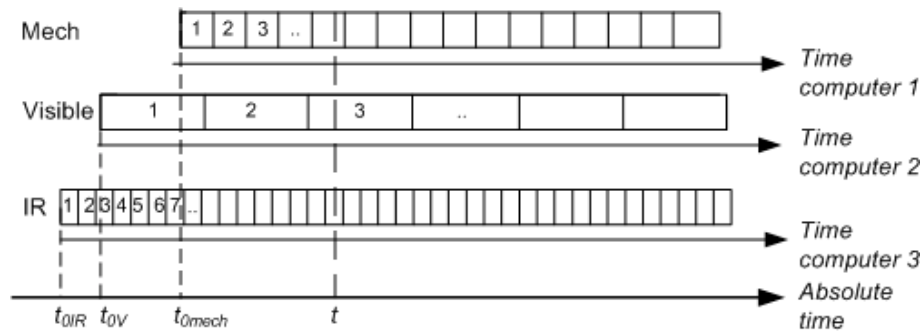 Mech 1 2 3 ..
Time
computer 1
Visible 1 2 3 ..
Time
computer 2
IR 1 2 3 4 5 6 7 ..
Time
computer 3
t0IR t0V t0mech t
Absolute
time